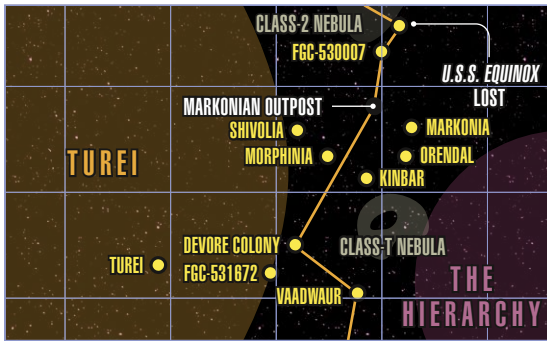 CLASS-2 NEBULA
FGC-530007
U.S.S. EQUINOX
LOST
MARKONIAN OUTPOST
SHIVOLIA
MARKONIA
MORPHINIA
ORENDAL
TUREI
KINBAR
DEVORE COLONY
CLASS-T NEBULA
TUREI
FGC-531672
THE
HIERARCHY
VAADWAUR